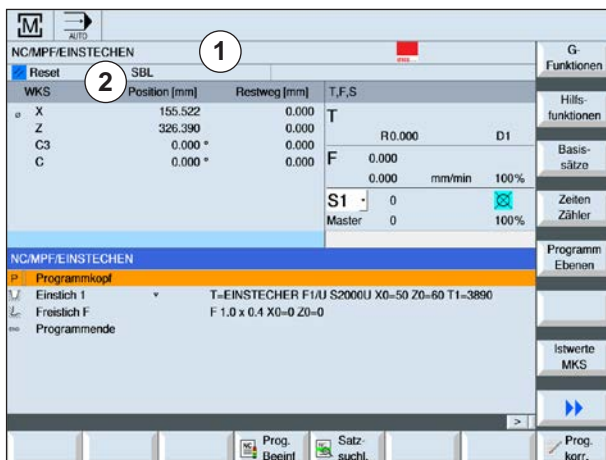 M AUTO
NC/MPF/EINSTECHEN 1
Reset SBL 2
WKS Position [mm] Restweg [mm] T,F,S
X 155.522 0.000
Z 326.390 0.000
C3 0.000 ° 0.000
C 0.000 ° 0.000
T
R0.000 D1
F 0.000
0.000 mm/min 100%
S1 0
Master 0 100%
NC/MPF/EINSTECHEN
P Programmkopf
Einstich 1 T=EINSTECHER F1/U S2000U X0=50 Z0=60 T1=3890
Freistich F F 1.0 x 0.4 X0=0 Z0=0
END Programmende
>
G-
Funktionen
Hilfs-
funktionen
Basis-
sätze
Zeiten
Zähler
Programm
Ebenen
Istwerte
MKS
NC Prog.
Beeinf
Satz-
suchl.
Prog.
korr.